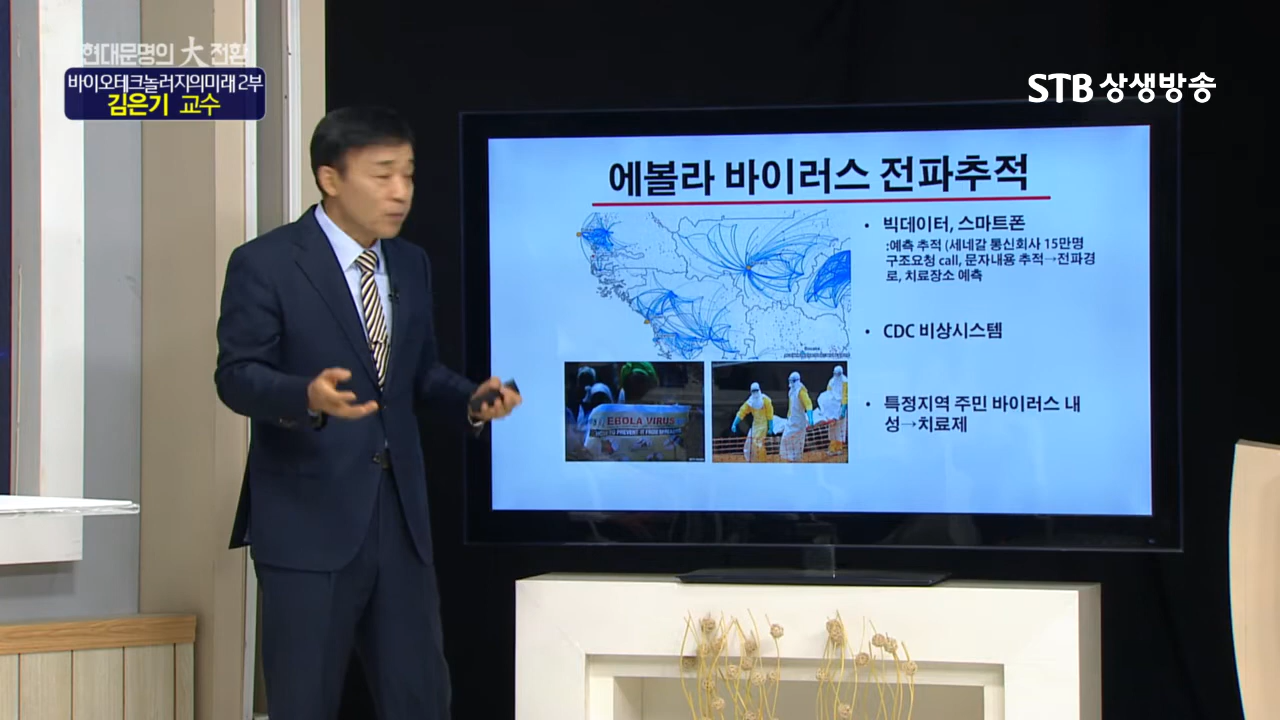 현대문명의 大 전환
바이오테크놀러지의미래 2부
김은기 교수
STB 상생방송
에볼라 바이러스 전파추적
• 빅데이터, 스마트폰
:예측 추적 (세네갈 통신회사 15만명
구조요청 call, 문자내용 추적→전파경
로, 치료장소 예측
• CDC 비상시스템
• 특정지역 주민 바이러스 내
성→치료제
EBOLA VIRUS